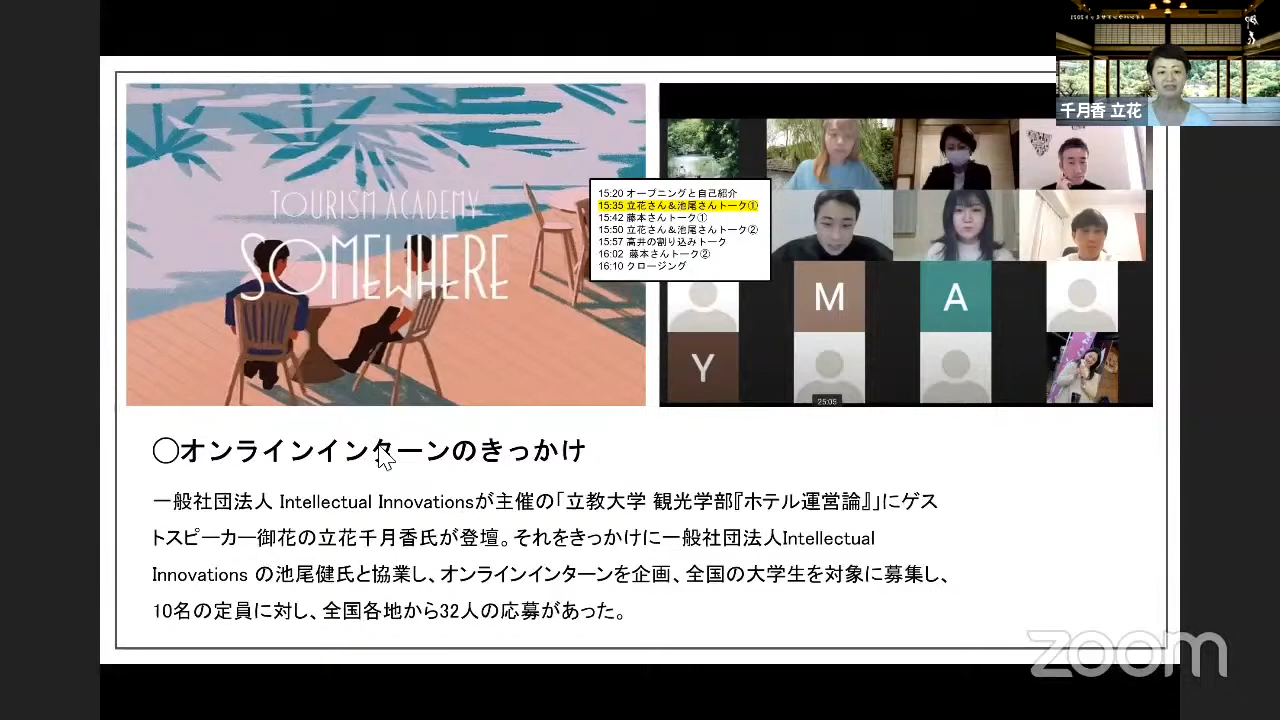 千月香 立花
TOURISM ACADEMY
SOMEWHERE
15:20 オープニングと自己紹介
15:35 立花さん&池尾さんトーク①
15:42 藤本さんトーク①
15:50 立花さん&池尾さんトーク②
15:57 高井の割り込みトーク
16:02 藤本さんトーク②
16:10 クロージング
M
A
Y
25:05
○オンラインインターンのきっかけ
一般社団法人 Intellectual Innovationsが主催の「立教大学 観光学部『ホテル運営論』」にゲス
トスピーカー御花の立花千月香氏が登壇。それをきっかけに一般社団法人Intellectual
Innovations の池尾健氏と協業し、オンラインインターンを企画、全国の大学生を対象に募集し、
10名の定員に対し、全国各地から32人の応募があった。
zoom